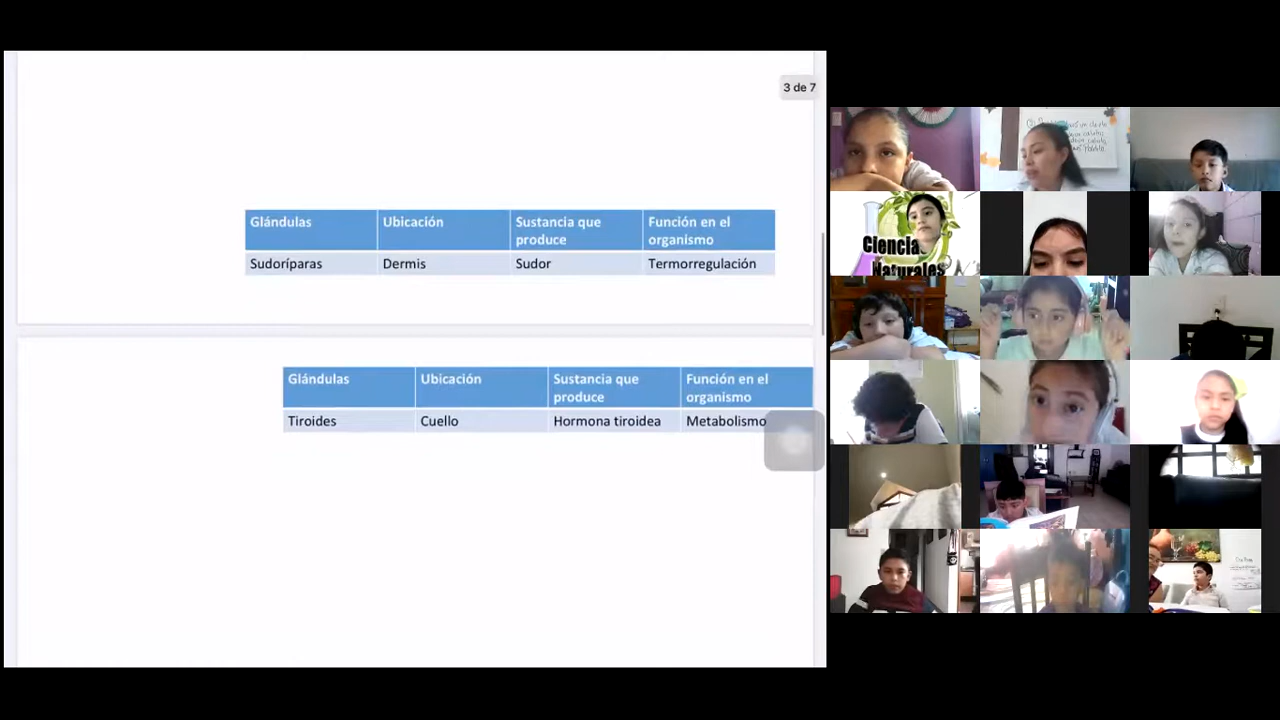 3 de 7
Glándulas Ubicación Sustancia que produce Función en el organismo
Sudoríparas Dermis Sudor Termorregulación
Glándulas Ubicación Sustancia que produce Función en el organismo
Tiroides Cuello Hormona tiroidea Metabolismo
Ciencia
Naturales